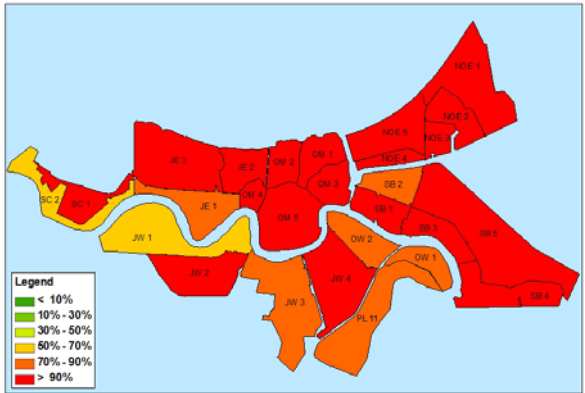 NOE 1
NOE 2
NOE 5
NOE 3
NOE 4
OM 1
OM 2
JE 3
JE 2
OM 3
SB 2
OM 4
SC 2
SC 1
JE 1
SB 1
OM 5
SB 3
SB 5
JW 1
OW 2
OW 1
JW 2
JW 4
SB 4
JW 3
PL 11
Legend
< 10%
10% - 30%
30% - 50%
50% - 70%
70% - 90%
> 90%